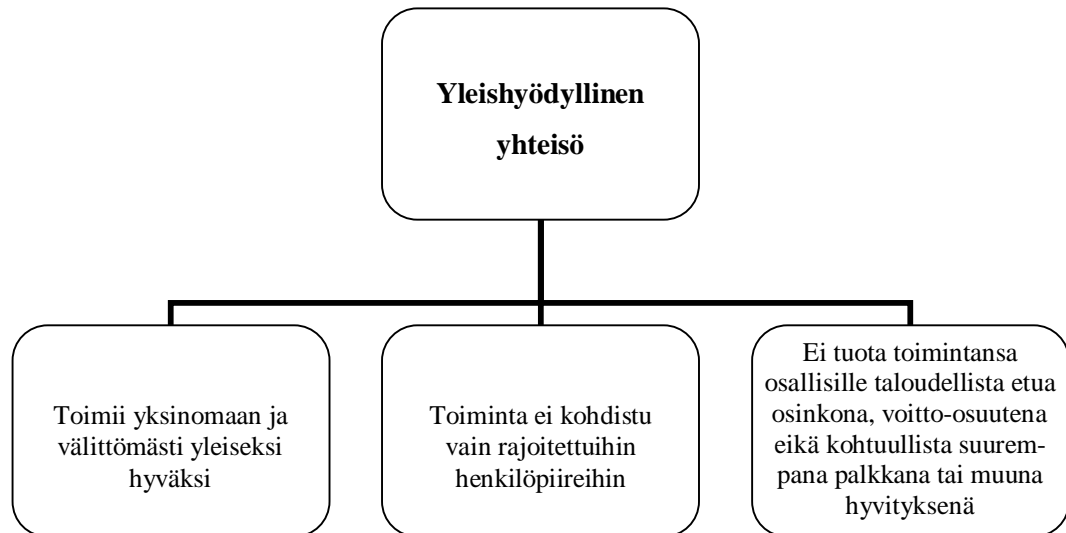 Yleishyödyllinen
yhteisö
Toimii yksinomaan ja
välittömästi yleiseksi
hyväksi
Toiminta ei kohdistu
vain rajoitettuihin
henkilöpiireihin
Ei tuota toimintansa
osallisille taloudellista etua
osinkona, voitto-osuutena
eikä kohtuullista suurem-
pana palkkana tai muuna
hyvityksenä